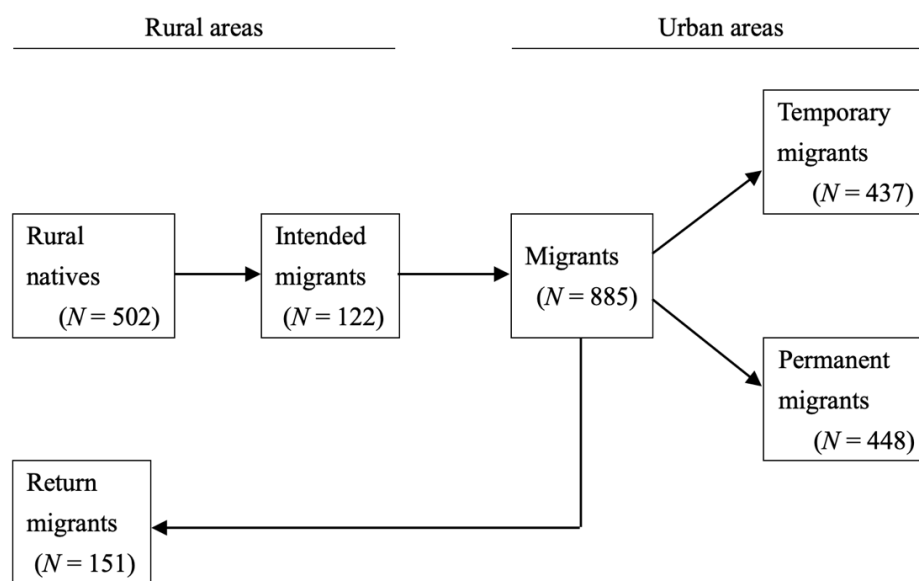 Rural areas
Urban areas
Temporary
migrants
(N = 437)
Rural
natives
(N = 502)
Intended
migrants
(N = 122)
Migrants
(N = 885)
Permanent
migrants
(N = 448)
Return
migrants
(N = 151)